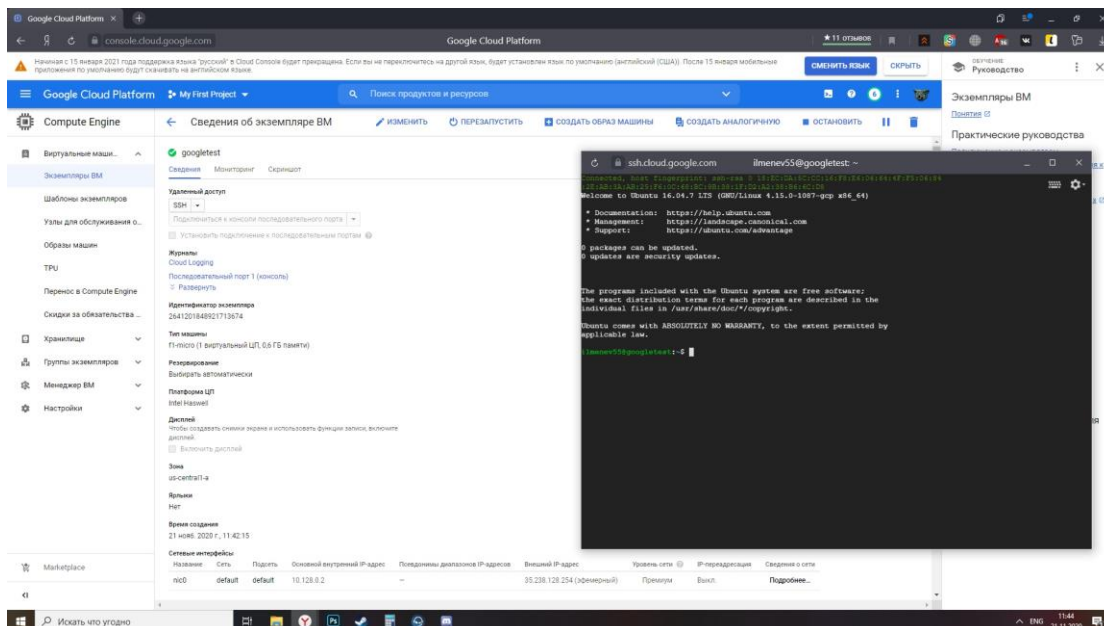 Google Cloud Platform
console.cloud.google.com
Google Cloud Platform
★11 отзывов
Начиная с 15 января 2021 года поддержка языка "русский" в Cloud Console будет прекращена. Если вы не переключитесь на другой язык, будет установлен язык по умолчанию (английский (США)). После 15 января мобильные
приложения по умолчанию будут скачивать на английском языке.
СМЕНИТЬ ЯЗЫК
СКРЫТЬ
ОБУЧЕНИЕ
Руководство
Google Cloud Platform
My First Project
Поиск продуктов и ресурсов
6
Экземпляры ВМ
Понятия
Практические руководства
Compute Engine
Сведения об экземпляре ВМ
ИЗМЕНИТЬ
ПЕРЕЗАПУСТИТЬ
СОЗДАТЬ ОБРАЗ МАШИНЫ
СОЗДАТЬ АНАЛОГИЧНУЮ
ОСТАНОВИТЬ
Виртуальные маши...
Экземпляры ВМ
Шаблоны экземпляров
Узлы для обслуживания о...
Образы машин
TPU
Перенос в Compute Engine
Скидки за обязательства ...
Хранилище
Группы экземпляров
Менеджер ВМ
Настройки
Marketplace
googletest
Сведения
Мониторинг
Скриншот
Удаленный доступ
SSH
Подключиться к консоли последовательного порта
Установить подключение к последовательным портам
Журналы
Cloud Logging
Последовательный порт 1 (консоль)
Развернуть
Идентификатор экземпляра
2641201848921713674
Тип машины
f1-micro (1 виртуальный ЦП, 0,6 ГБ памяти)
Резервирование
Выбирать автоматически
Платформа ЦП
Intel Haswell
Дисплей
Чтобы создавать снимки экрана и использовать функции записи, включите
дисплей.
Включить дисплей
Зона
us-central1-a
Ярлыки
Нет
Время создания
21 нояб. 2020 г., 11:42:15
Сетевые интерфейсы
Название Сеть Подсеть Основной внутренний IP-адрес Псевдонимы диапазонов IP-адресов Внешний IP-адрес Уровень сети IP-переадресация Сведения о сети
nic0 default default 10.128.0.2 — 35.238.128.254 (эфемерный) Премиум Выкл. Подробнее...
ssh.cloud.google.com
ilmenev55@googletest: ~
Connected, host fingerprint: ssh-rsa 0
Welcome to Ubuntu 16.04.7 LTS (GNU/Linux 4.15.0-1087-gcp x86_64)
* Documentation: https://help.ubuntu.com
* Management: https://landscape.canonical.com
* Support: https://ubuntu.com/advantage
0 packages can be updated.
0 updates are security updates.
The programs included with the Ubuntu system are free software;
the exact distribution terms for each program are described in the
individual files in /usr/share/doc/*/copyright.
Ubuntu comes with ABSOLUTELY NO WARRANTY, to the extent permitted by
applicable law.
ilmenev55@googletest:~$
Искать что угодно
ENG
11:44
21.11.2020